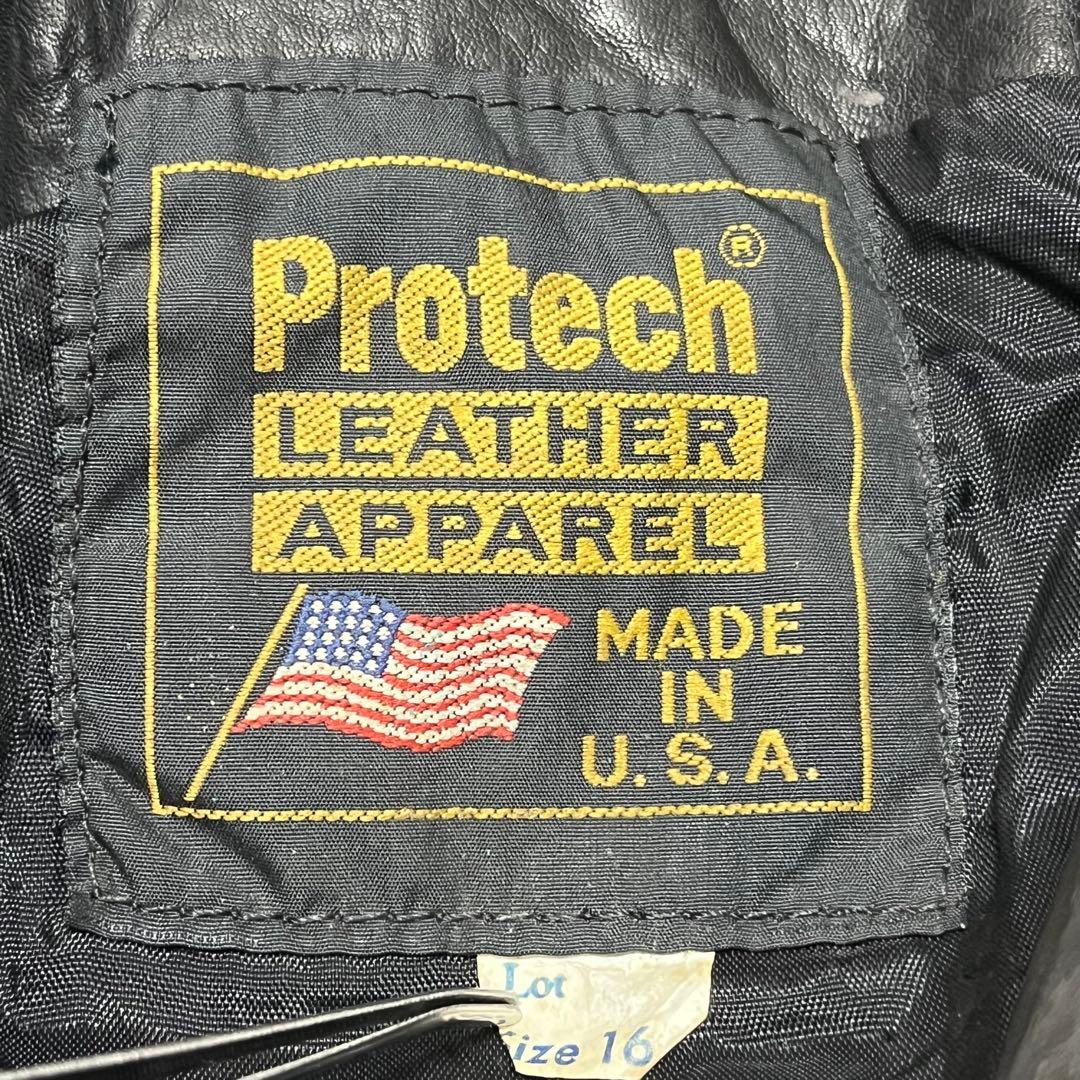 Protech®
LEATHER
APPAREL
MADE
IN
U.S.A.
Lot
Size 16